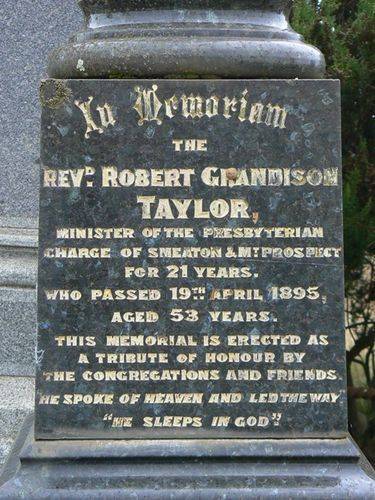 In Memoriam
THE
REVD. ROBERT GRANDISON
TAYLOR,
MINISTER OF THE PRESBYTERIAN
CHARGE OF SMEATON & MT. PROSPECT
FOR 21 YEARS.
WHO PASSED 19TH APRIL 1895,
AGED 53 YEARS.
THIS MEMORIAL IS ERECTED AS
A TRIBUTE OF HONOUR BY
THE CONGREGATIONS AND FRIENDS
HE SPOKE OF HEAVEN AND LED THE WAY
"HE SLEEPS IN GOD".